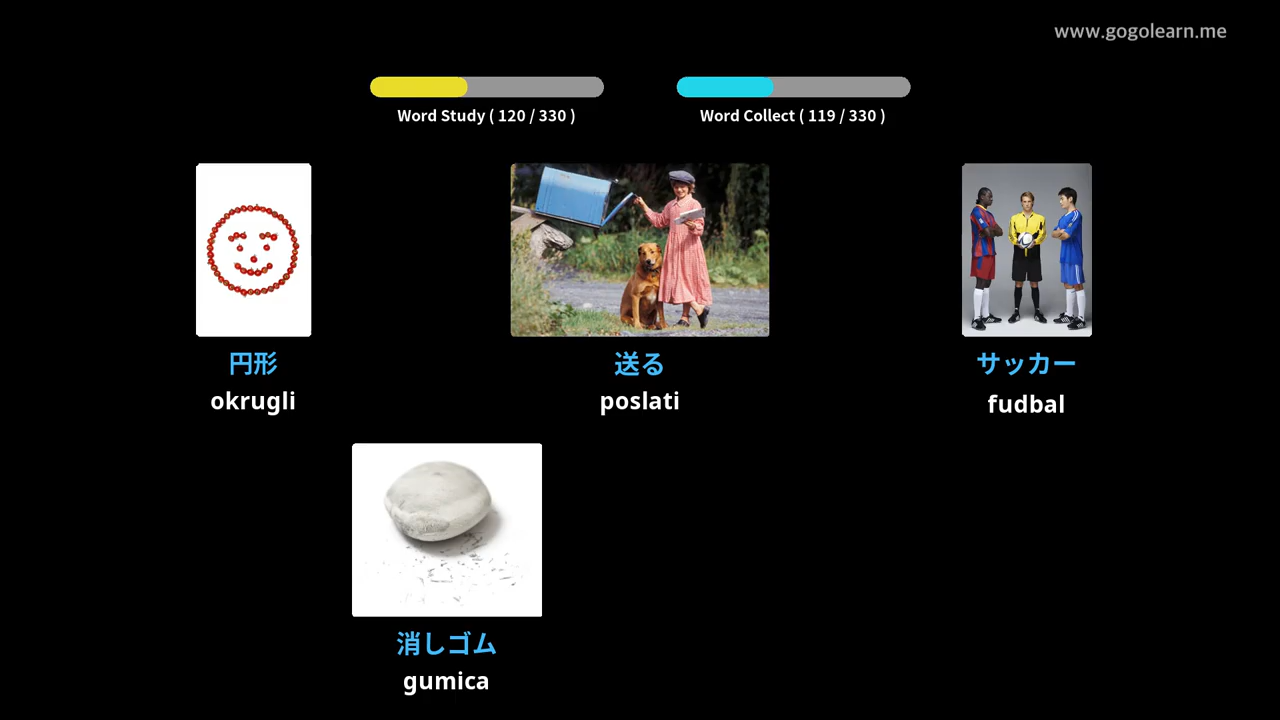 www.gogolearn.me
Word Study ( 120 / 330 )
Word Collect ( 119 / 330 )
円形
okrugli
送る
poslati
サッカー
fudbal
消しゴム
gumica